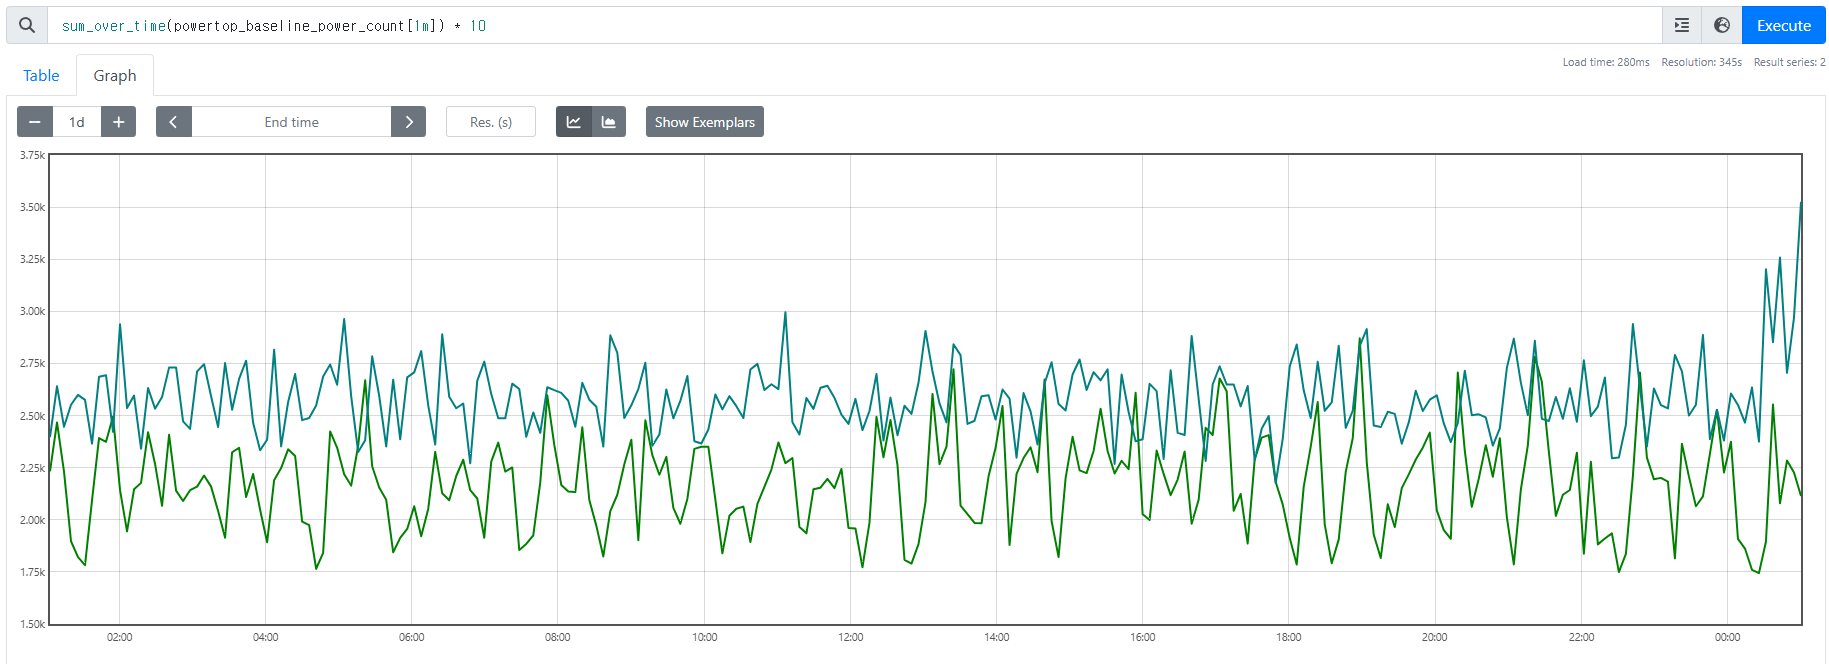 sum_over_time(powertop_baseline_power_count[1m]) * 10
Execute
Table
Graph
Load time: 280ms Resolution: 345s Result series: 2
1d
End time
Res. (s)
Show Exemplars
3.75k
3.50k
3.25k
3.00k
2.75k
2.50k
2.25k
2.00k
1.75k
1.50k
02:00 04:00 06:00 08:00 10:00 12:00 14:00 16:00 18:00 20:00 22:00 00:00